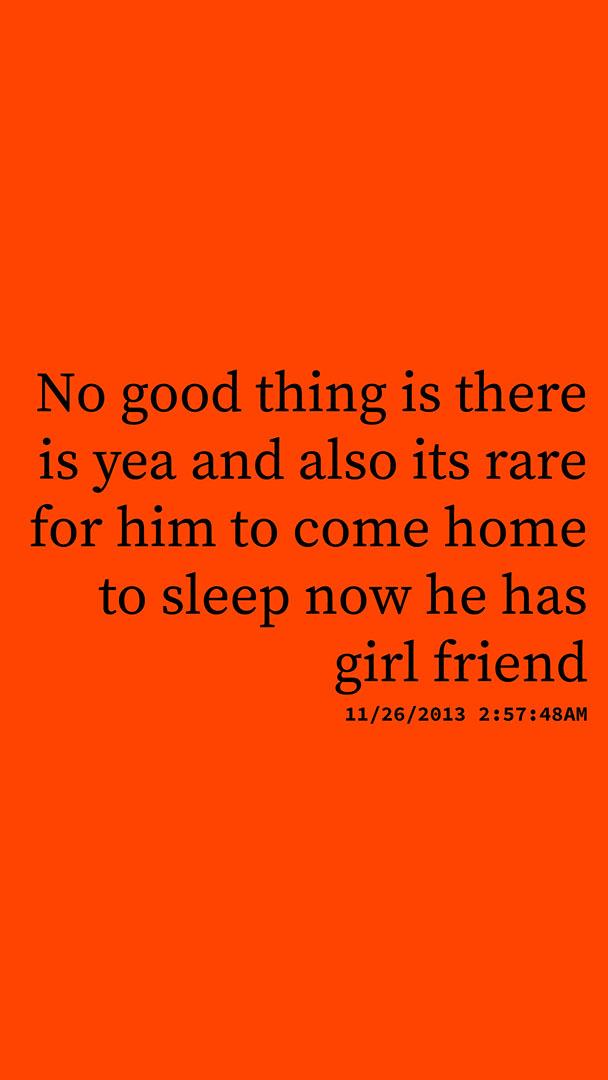 No good thing is there
is yea and also its rare
for him to come home
to sleep now he has
girl friend
11/26/2013 2:57:48AM